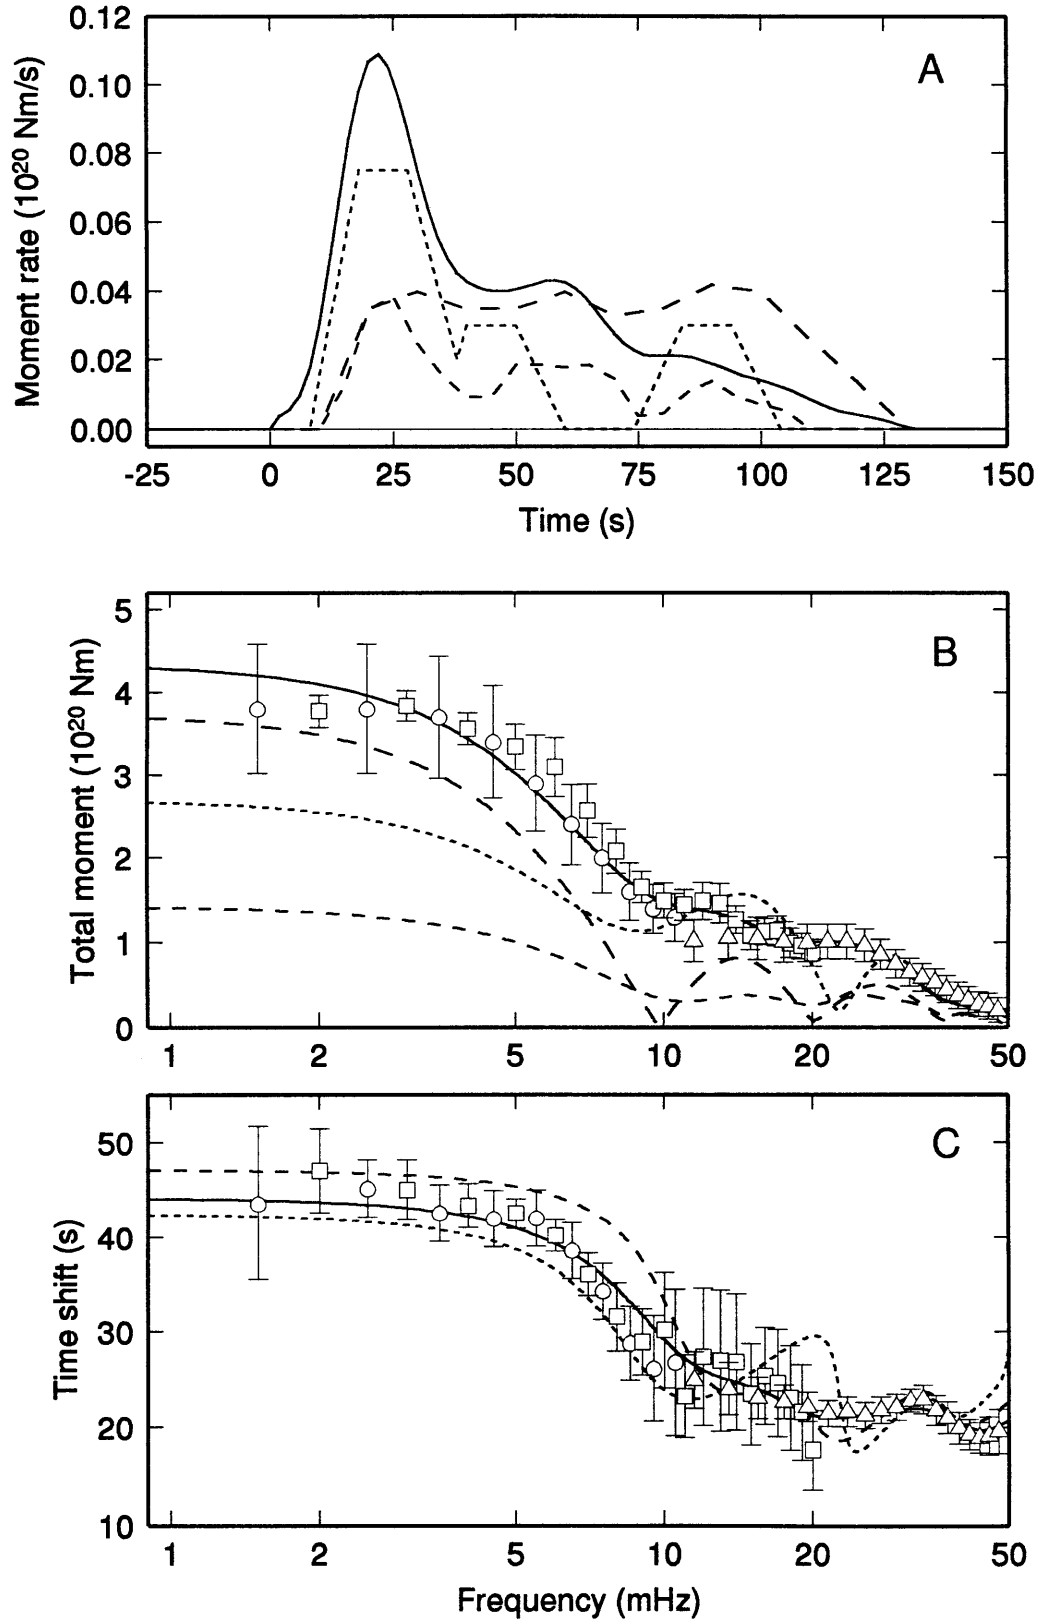 0.12
A
0.10
0.08
0.06
0.04
0.02
0.00
Moment rate (10²⁰ Nm/s)
-25 0 25 50 75 100 125 150
Time (s)
B
5
4
3
2
1
0
Total moment (10²⁰ Nm)
1 2 5 10 20 50
C
50
40
30
20
10
Time shift (s)
1 2 5 10 20 50
Frequency (mHz)